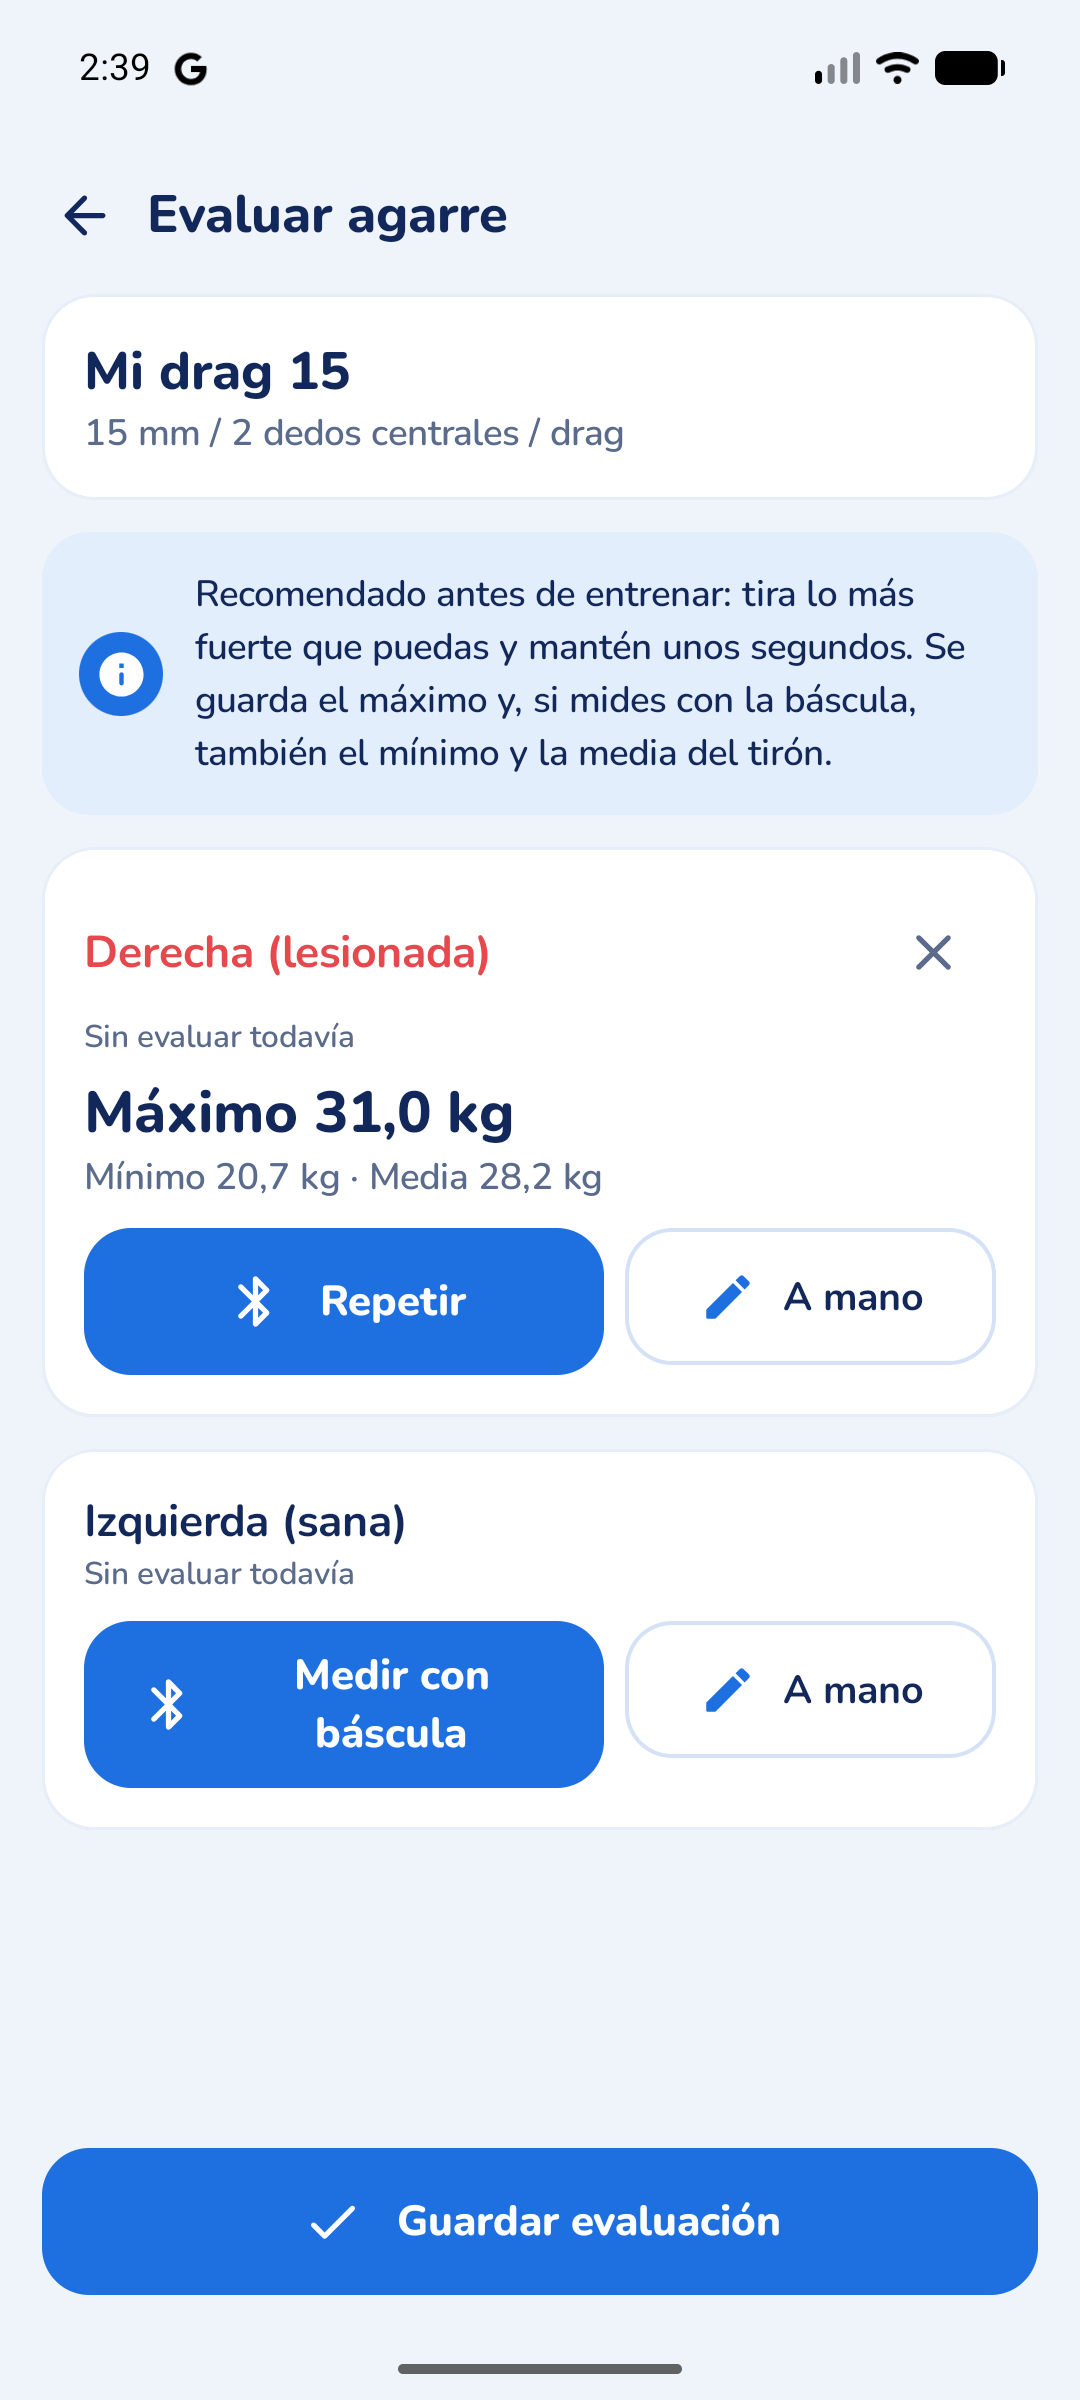 2:39 G
Evaluar agarre
Mi drag 15
15 mm / 2 dedos centrales / drag
Recomendado antes de entrenar: tira lo más
fuerte que puedas y mantén unos segundos. Se
guarda el máximo y, si mides con la báscula,
también el mínimo y la media del tirón.
Derecha (lesionada)
Sin evaluar todavía
Máximo 31,0 kg
Mínimo 20,7 kg · Media 28,2 kg
Repetir
A mano
Izquierda (sana)
Sin evaluar todavía
Medir con
báscula
A mano
Guardar evaluación